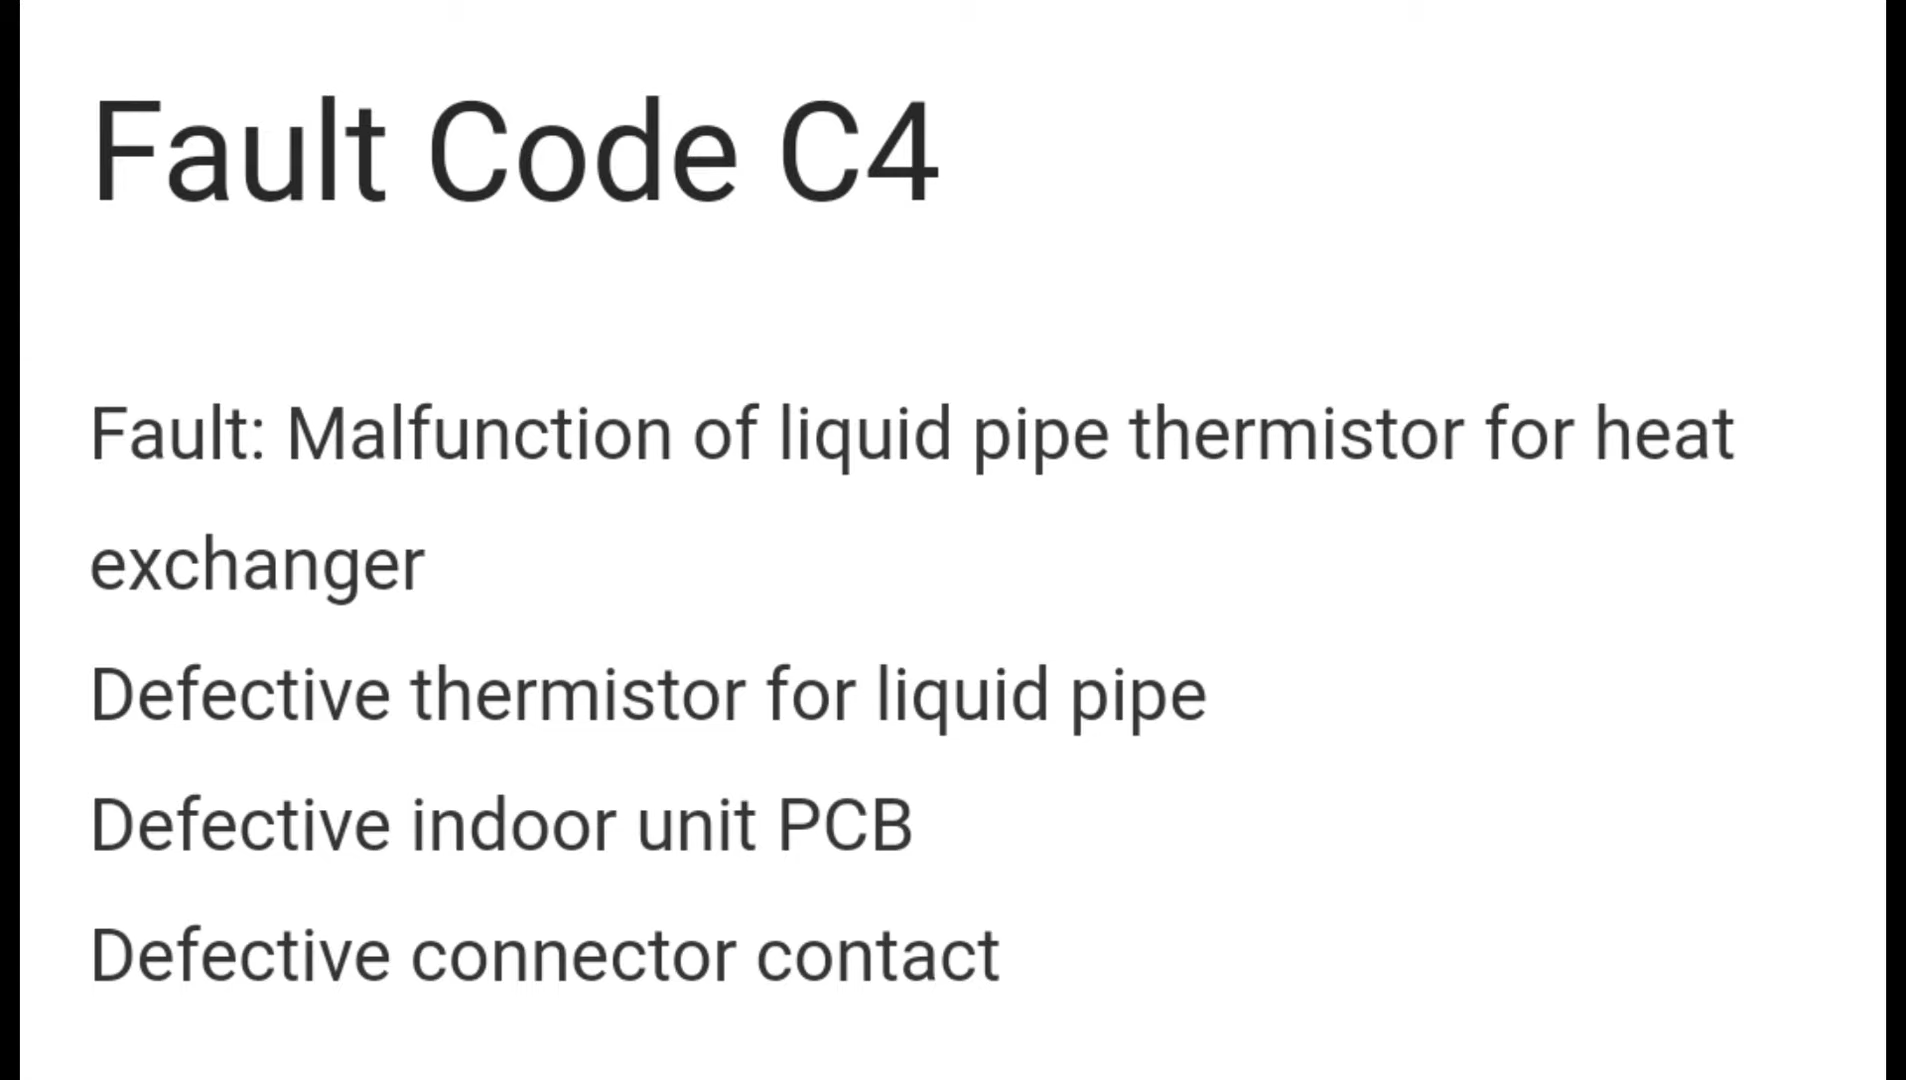 Fault Code C4
Fault: Malfunction of liquid pipe thermistor for heat
exchanger
Defective thermistor for liquid pipe
Defective indoor unit PCB
Defective connector contact